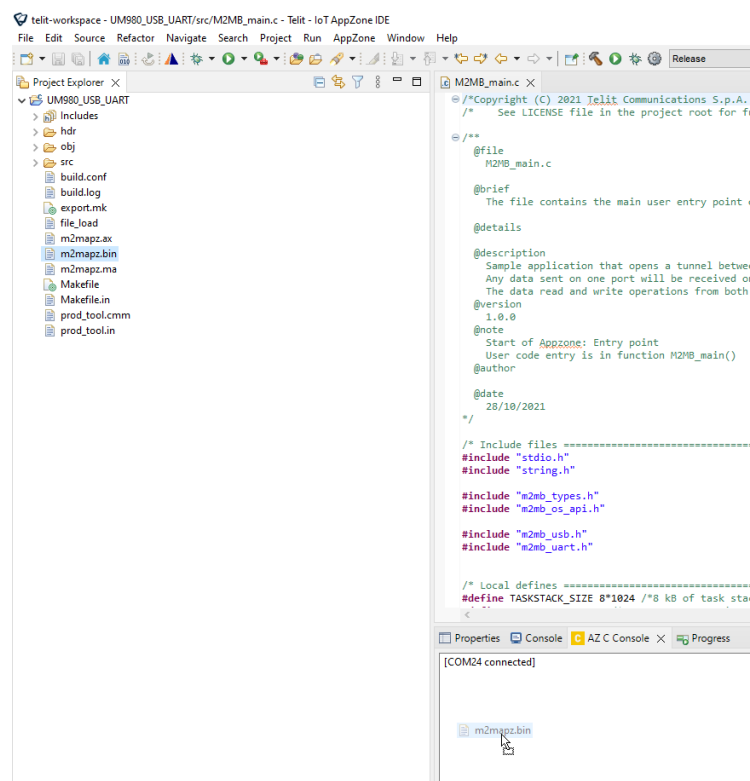 telit-workspace - UM980_USB_UART/src/M2MB_main.c - Telit - IoT AppZone IDE
File Edit Source Refactor Navigate Search Project Run AppZone Window Help
Release
Project Explorer
M2MB_main.c
UM980_USB_UART
Includes
hdr
obj
src
build.conf
build.log
export.mk
file_load
m2mapz.ax
m2mapz.bin
m2mapz.ma
Makefile
Makefile.in
prod_tool.cmm
prod_tool.in
/*Copyright (C) 2021 Telit Communications S.p.A.
/*    See LICENSE file in the project root for
/**
@file
M2MB_main.c
@brief
The file contains the main user entry point
@details
@description
Sample application that opens a tunnel
Any data sent on one port will be received
The data read and write operations from both
@version
1.0.0
@note
Start of Appzone: Entry point
User code entry is in function M2MB_main()
@author
@date
28/10/2021
*/
/* Include files ================================
#include "stdio.h"
#include "string.h"
#include "m2mb_types.h"
#include "m2mb_os_api.h"
#include "m2mb_usb.h"
#include "m2mb_uart.h"
/* Local defines ================================
#define TASKSTACK_SIZE 8*1024 /*8 kB of task
Properties Console AZ C Console Progress
[COM24 connected]
m2mapz.bin